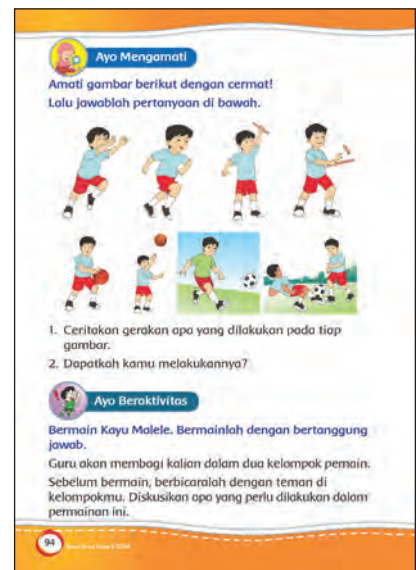 Ayo Mengamati
Amati gambar berikut dengan cermat!
Lalu jawablah pertanyaan di bawah.
1. Ceritakan gerakan apa yang dilakukan pada tiap
gambar.
2. Dapatkah kamu melakukannya?
Ayo Beraktivitas
Bermain Kayu Malele. Bermainlah dengan bertanggung
jawab.
Guru akan membagi kalian dalam dua kelompok pemain.
Sebelum bermain, berbicaralah dengan teman di
kelompokmu. Diskusikan apa yang perlu dilakukan dalam
permainan ini.
94